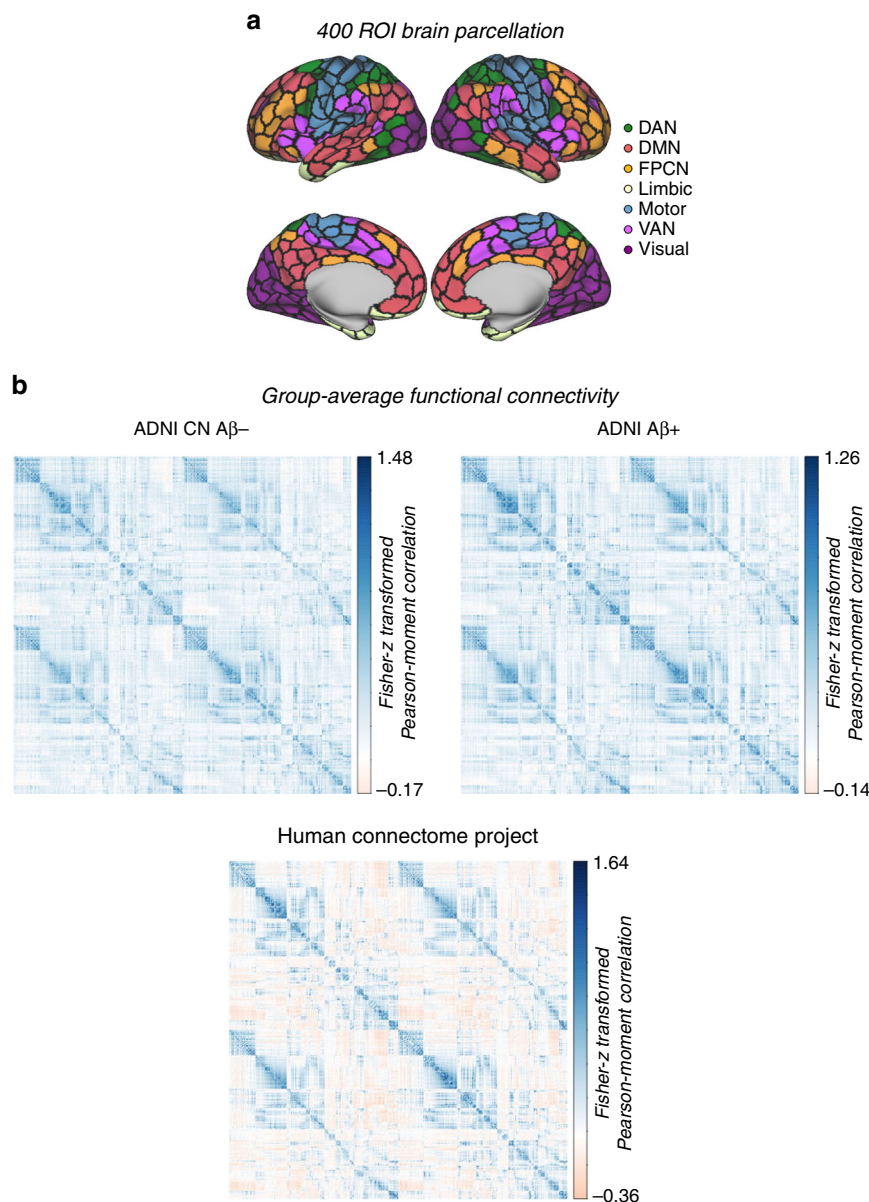 a
400 ROI brain parcellation
DAN
DMN
FPCN
Limbic
Motor
VAN
Visual
b
Group-average functional connectivity
ADNI CN Aβ–
1.48
Fisher-z transformed
Pearson-moment correlation
–0.17
ADNI Aβ+
1.26
Fisher-z transformed
Pearson-moment correlation
–0.14
Human connectome project
1.64
Fisher-z transformed
Pearson-moment correlation
–0.36